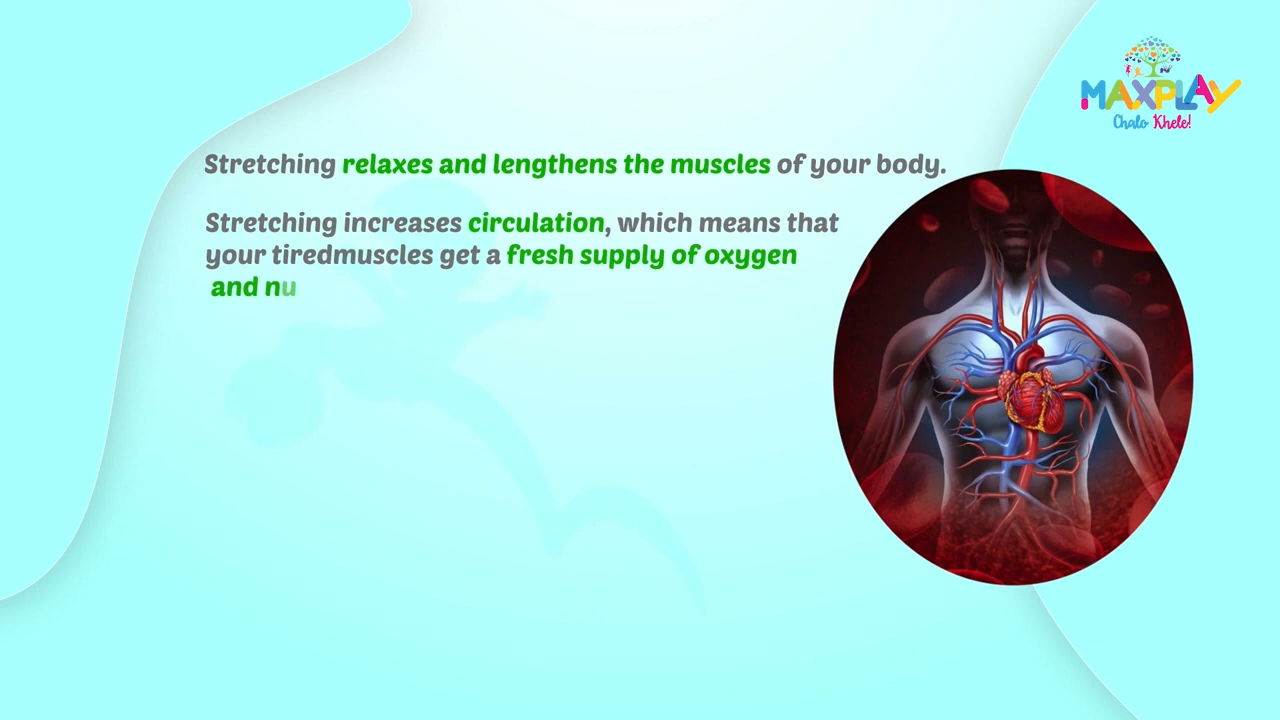 MAXPLAY
Chalo Khele!
Stretching relaxes and lengthens the muscles of your body.
Stretching increases circulation, which means that
your tiredmuscles get a fresh supply of oxygen
and nu